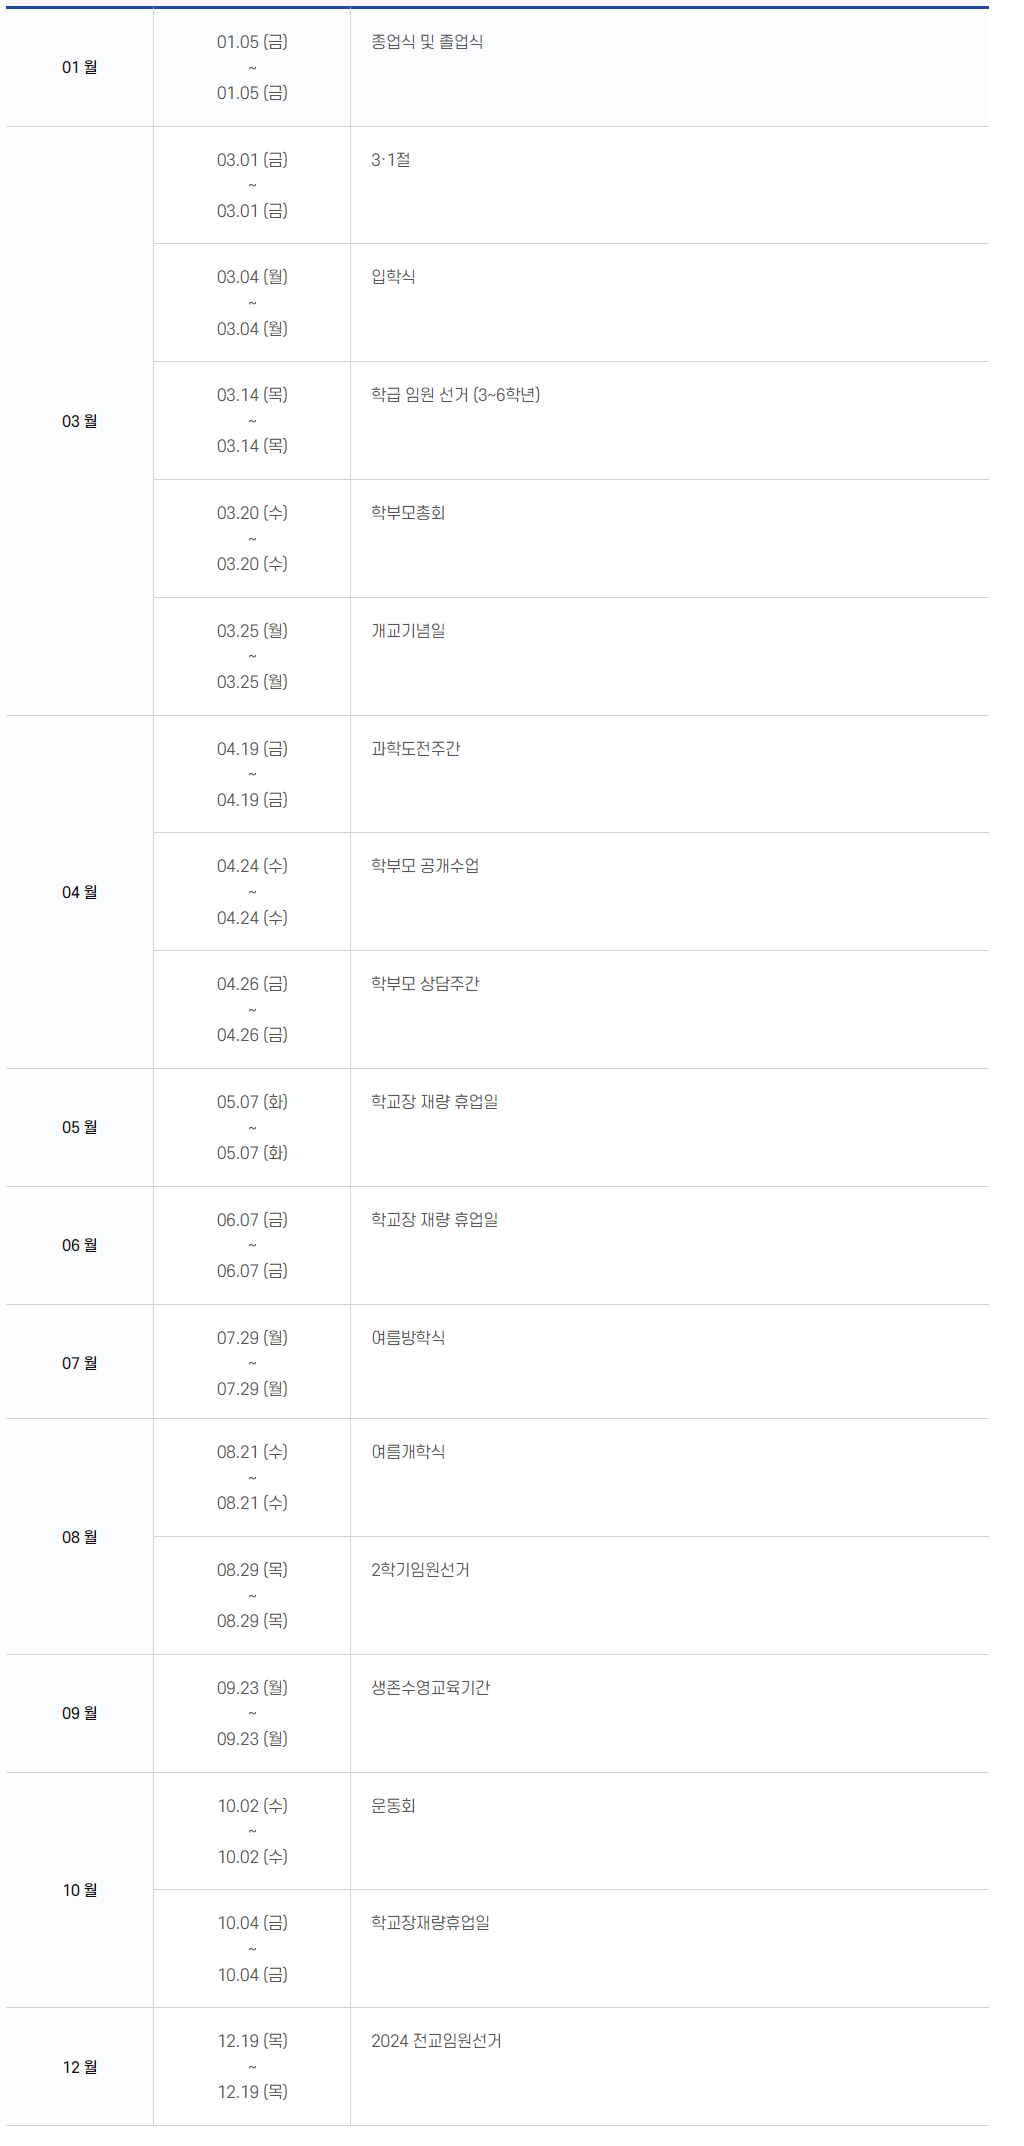 01 월
01.05 (금)
~
01.05 (금)
종업식 및 졸업식
03 월
03.01 (금)
~
03.01 (금)
3·1절
03.04 (월)
~
03.04 (월)
입학식
03.14 (목)
~
03.14 (목)
학급 임원 선거 (3~6학년)
03.20 (수)
~
03.20 (수)
학부모총회
03.25 (월)
~
03.25 (월)
개교기념일
04 월
04.19 (금)
~
04.19 (금)
과학도전주간
04.24 (수)
~
04.24 (수)
학부모 공개수업
04.26 (금)
~
04.26 (금)
학부모 상담주간
05 월
05.07 (화)
~
05.07 (화)
학교장 재량 휴업일
06 월
06.07 (금)
~
06.07 (금)
학교장 재량 휴업일
07 월
07.29 (월)
~
07.29 (월)
여름방학식
08 월
08.21 (수)
~
08.21 (수)
여름개학식
08.29 (목)
~
08.29 (목)
2학기임원선거
09 월
09.23 (월)
~
09.23 (월)
생존수영교육기간
10 월
10.02 (수)
~
10.02 (수)
운동회
10.04 (금)
~
10.04 (금)
학교장재량휴업일
12 월
12.19 (목)
~
12.19 (목)
2024 전교임원선거